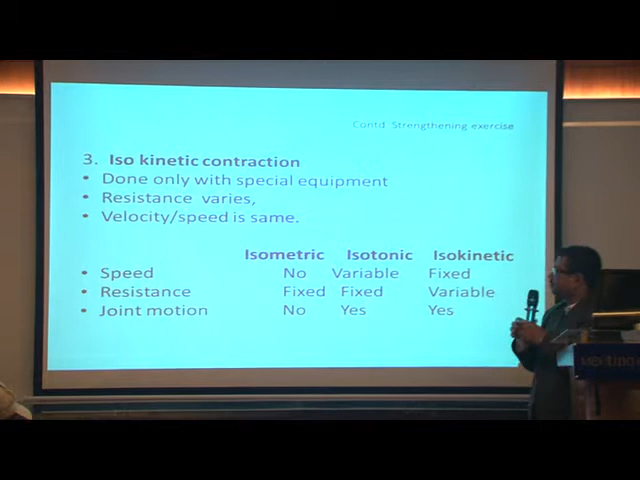 Contd Strengthening exercise
3. Iso kinetic contraction
• Done only with special equipment
• Resistance varies,
• Velocity/speed is same.
Isometric Isotonic Isokinetic
• Speed No Variable Fixed
• Resistance Fixed Fixed Variable
• Joint motion No Yes Yes